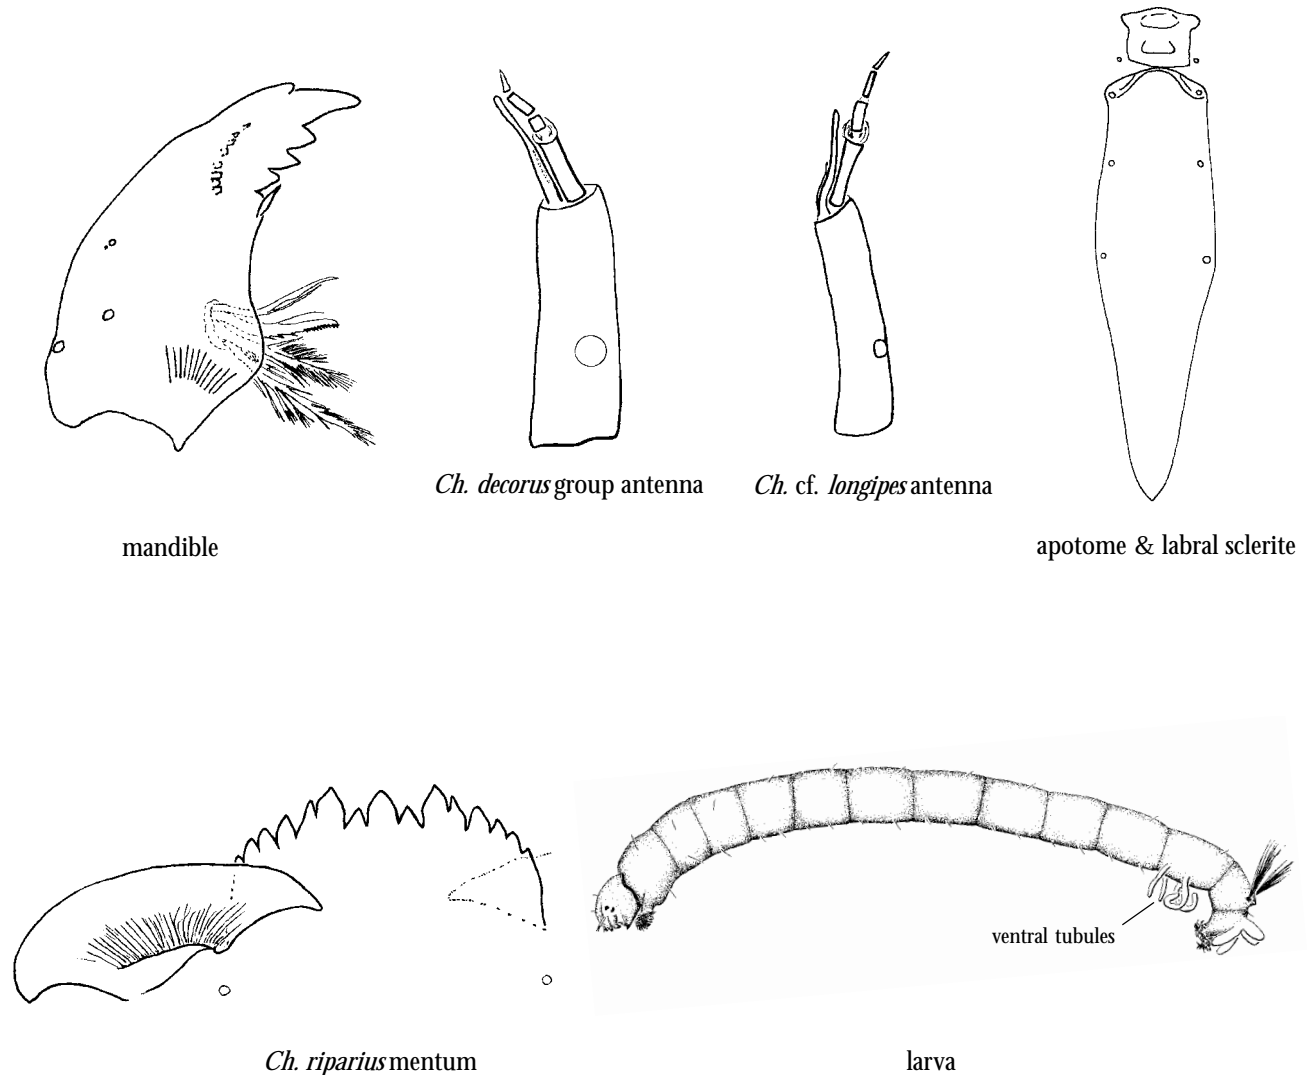 Ch. decorus group antenna
Ch. cf. longipes antenna
mandible
apotome & labral sclerite
ventral tubules
Ch. riparius mentum
larva